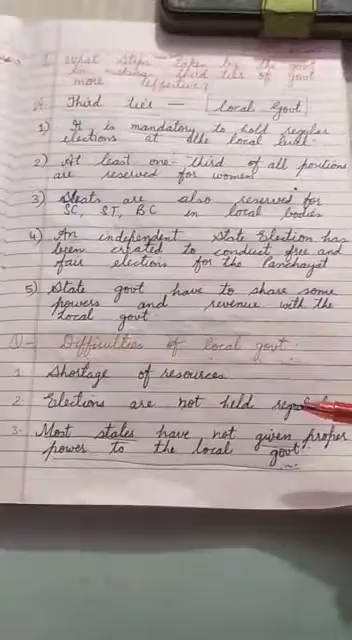 1. What steps taken by the govt
in making third ties of govt
more effective?
Third ties — Local Govt
1) It is mandatory to hold regular
elections at the local level.
2) At least one-third of all positions
are reserved for women
3) Seats are also reserved for
SC, ST, BC in local bodies
4) An independent State Election has
been created to conduct free and
fair elections for the Panchayat
5) State govt have to share some
powers and revenue with the
Local govt.
Q- Difficulties of local govt.
1. Shortage of resources
2. Elections are not held
3. Most states have not given proper
power to the local govt.